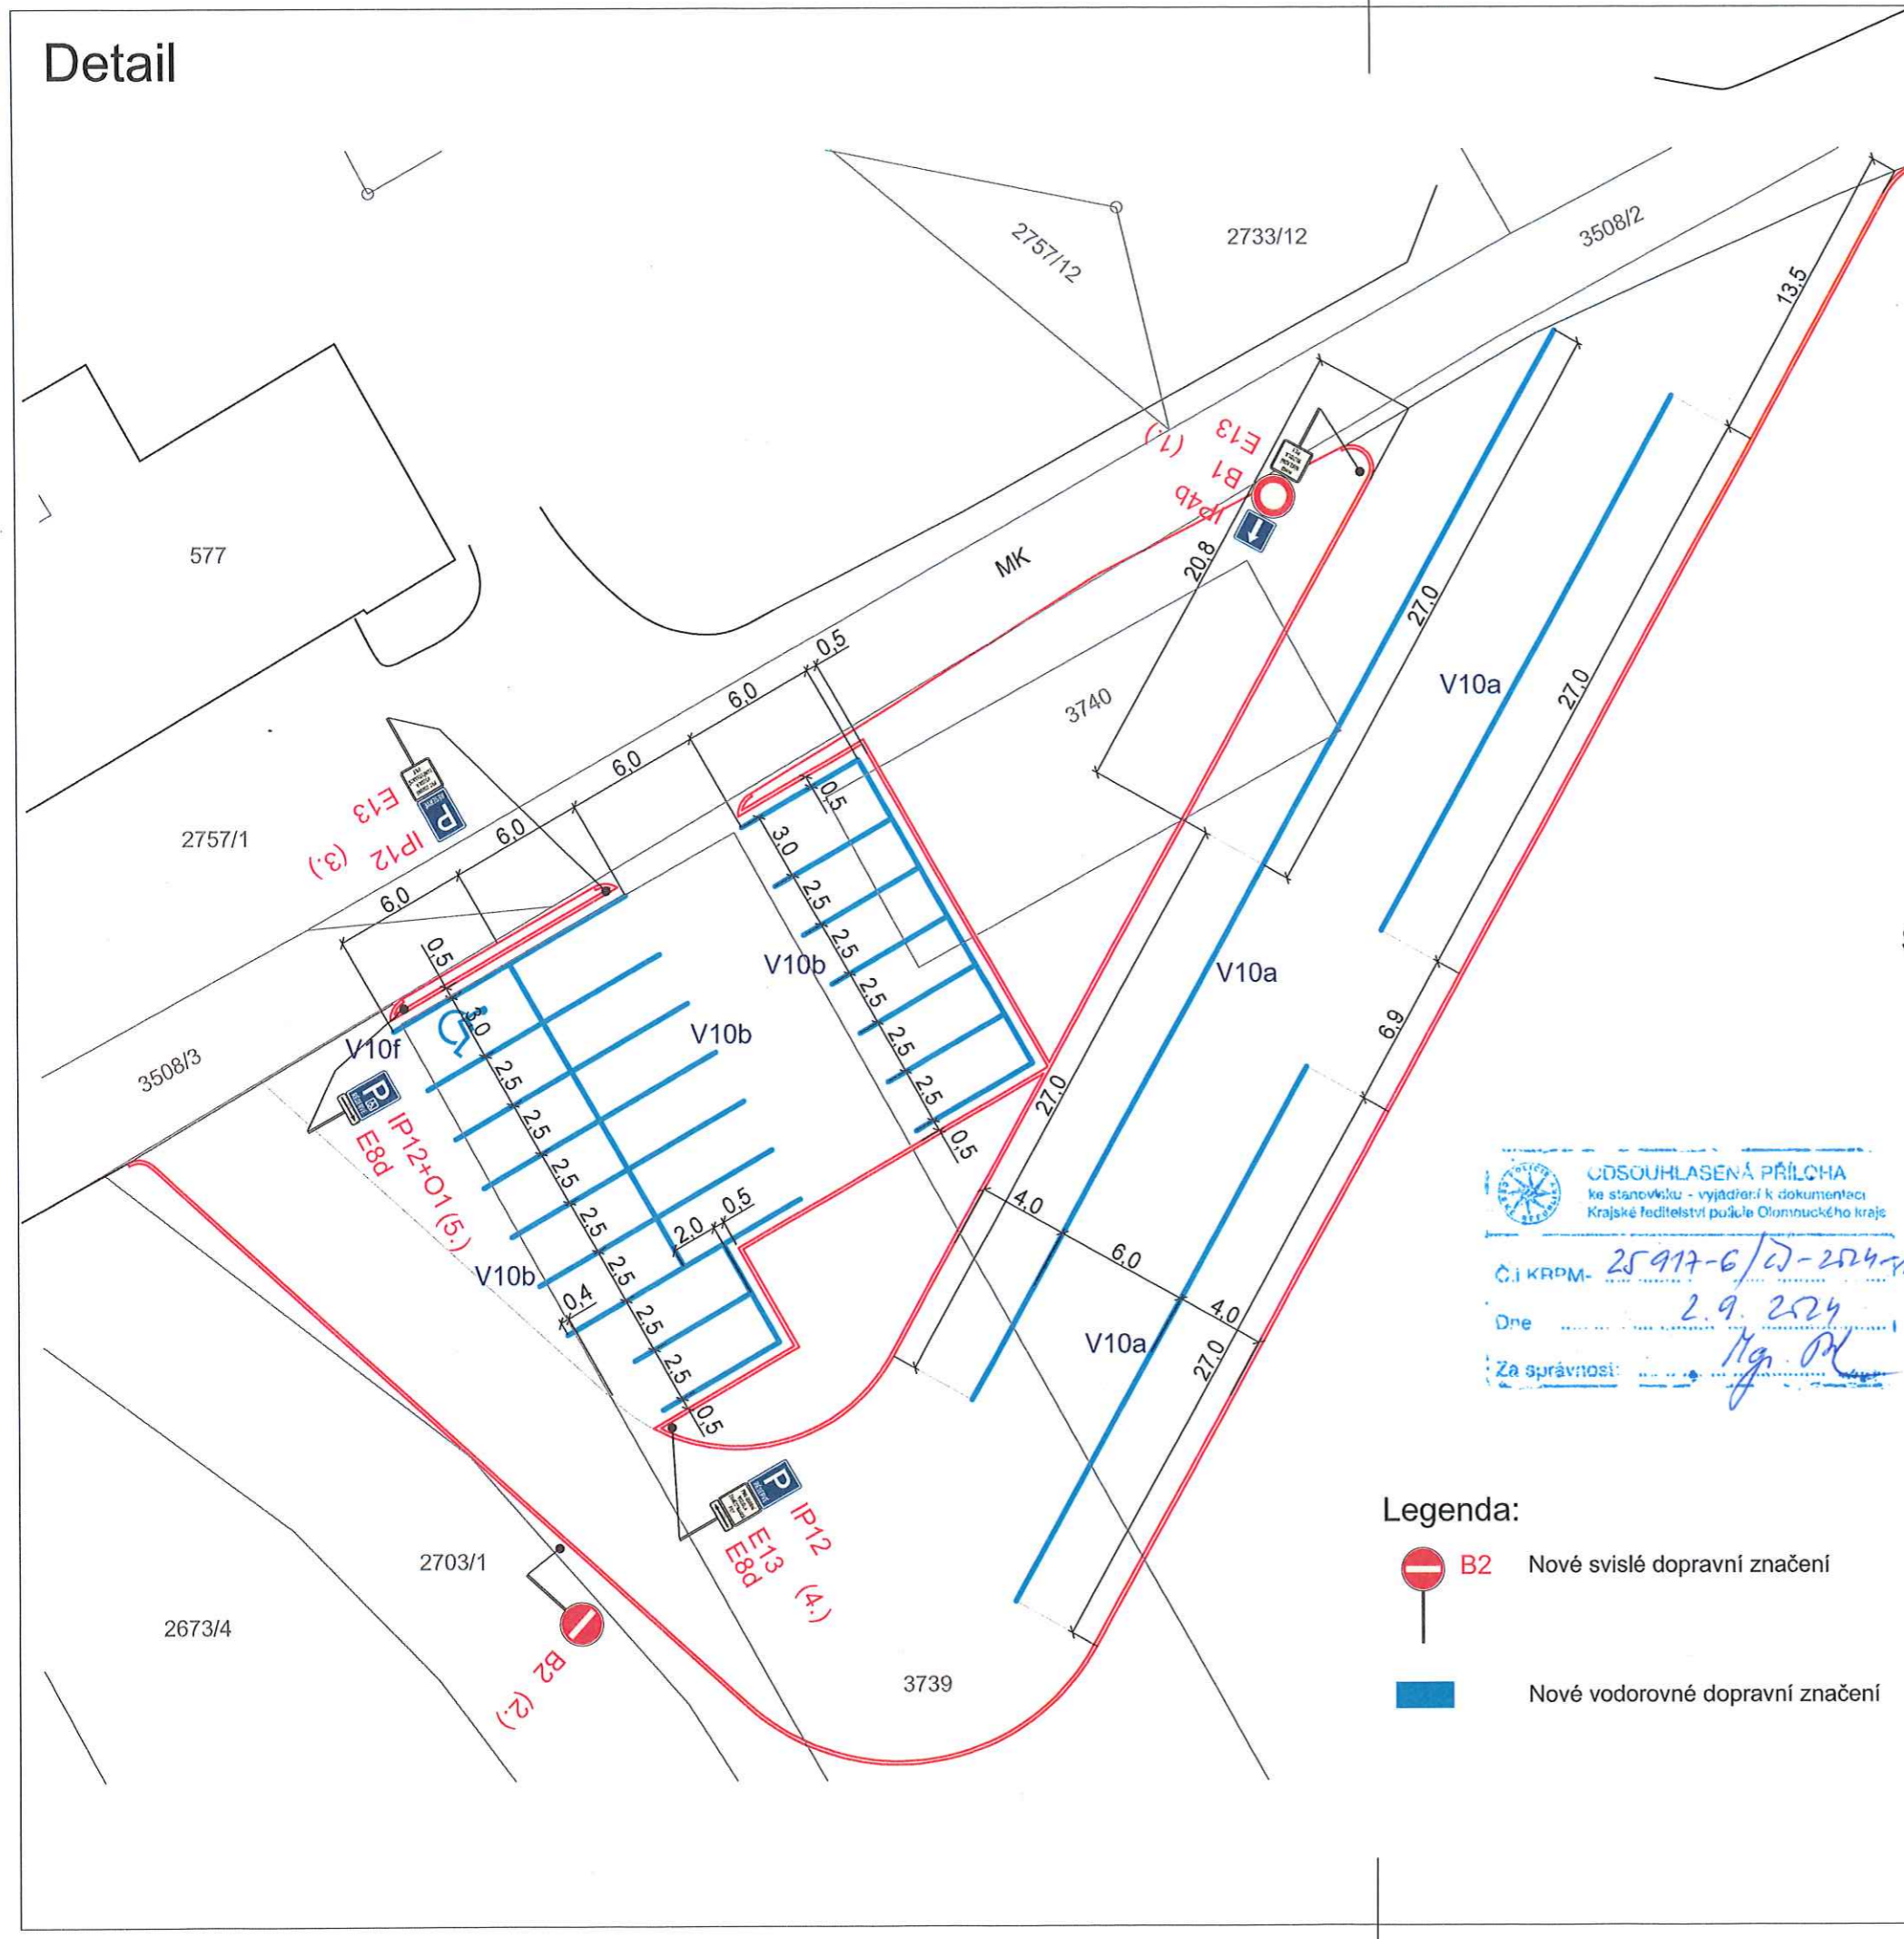 Detail
2757/12
2733/12
3508/2
13,5
577
(1.)
E13
B1
IP4b
MK
20,8
27,0
V10a
27,0
3740
0,5
6,0
6,0
6,0
6,0
2757/1
E13
IP12 (3.)
P
0,5
3,0
2,5
2,5
2,5
2,5
2,5
0,5
V10b
V10a
6,9
0,5
3,0
2,5
2,5
2,5
2,5
2,5
2,5
2,5
0,5
V10f
V10b
3508/3
P
IP12+O1 (5.)
E8d
27,0
4,0
6,0
4,0
27,0
2,0
0,5
V10b
0,4
V10a
P
IP12
E13 (4.)
E8d
2703/1
2673/4
B2 (2.)
3739
ODSOUHLASENÁ PŘÍLOHA
ke stanovisku - vyjádření k dokumentaci
Krajské ředitelství policie Olomouckého kraje
Č.j KRPM-
Dne 2.9. 2024
Za správnost: Mgr.
Legenda:
B2 Nové svislé dopravní značení
Nové vodorovné dopravní značení